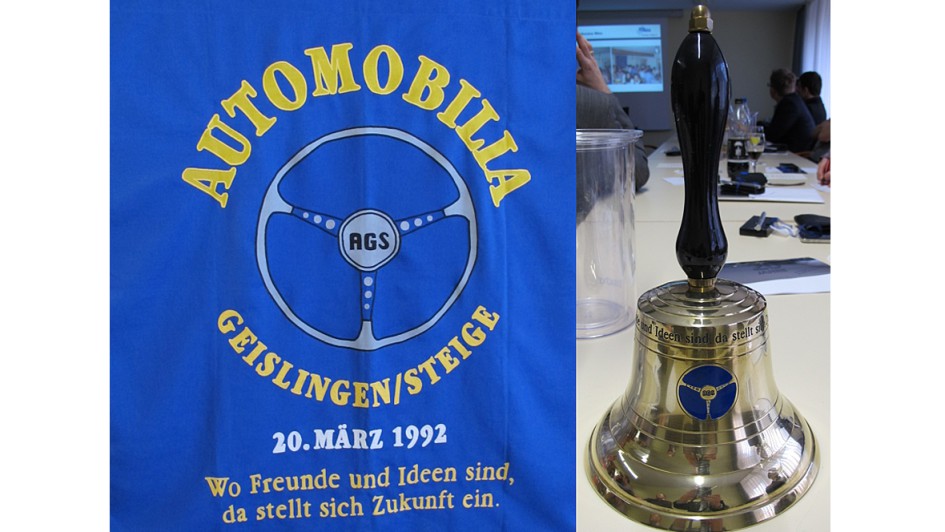 AUTOMOBILIA
AGS
GEISLINGEN/STEIGE
20. MÄRZ 1992
Wo Freunde und Ideen sind,
da stellt sich Zukunft ein.
und Ideen sind, da stellt si
AGS